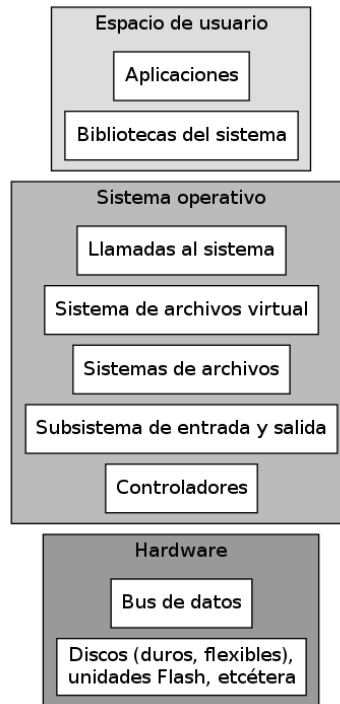 Espacio de usuario
Aplicaciones
Bibliotecas del sistema
Sistema operativo
Llamadas al sistema
Sistema de archivos virtual
Sistemas de archivos
Subsistema de entrada y salida
Controladores
Hardware
Bus de datos
Discos (duros, flexibles),
unidades Flash, etcétera